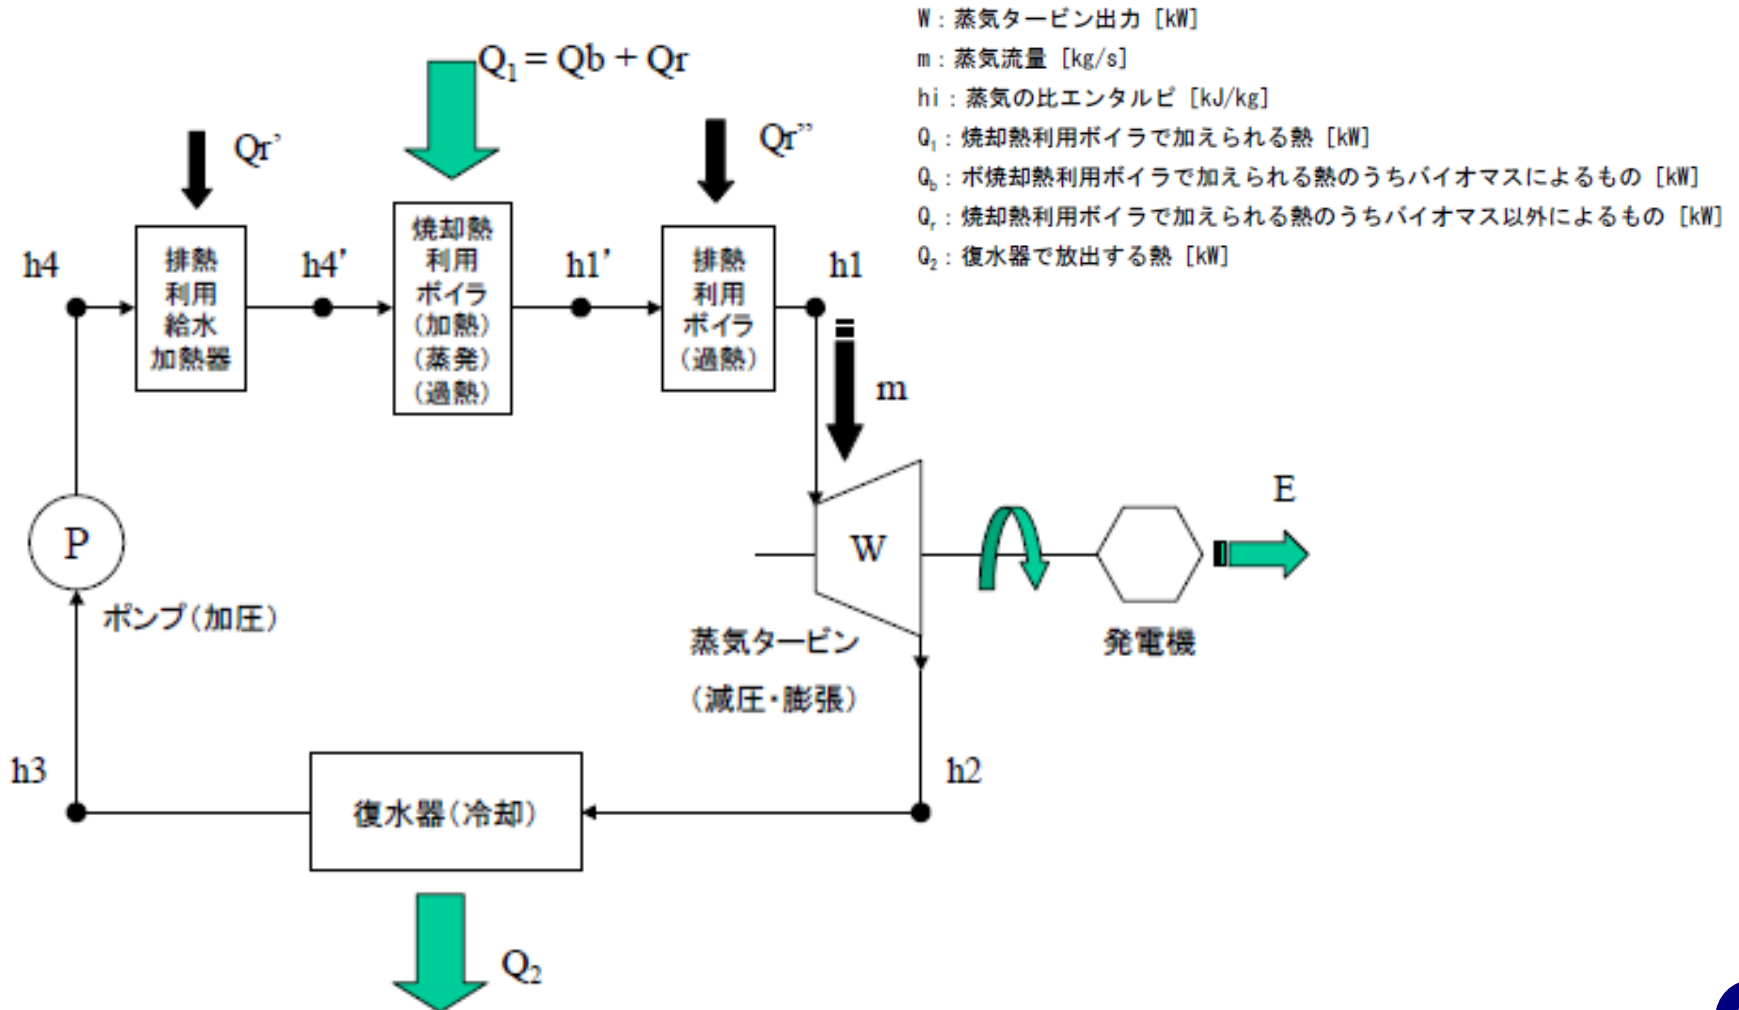 W：蒸気タービン出力 [kW]
m：蒸気流量 [kg/s]
hi：蒸気の比エンタルピ [kJ/kg]
Q₁：焼却熱利用ボイラで加えられる熱 [kW]
Q_b：ボ焼却熱利用ボイラで加えられる熱のうちバイオマスによるもの [kW]
Q_r：焼却熱利用ボイラで加えられる熱のうちバイオマス以外によるもの [kW]
Q₂：復水器で放出する熱 [kW]
Q₁ = Qb + Qr
Qr’
Qr”
h4
排熱
利用
給水
加熱器
h4’
焼却熱
利用
ボイラ
(加熱)
(蒸発)
(過熱)
h1’
排熱
利用
ボイラ
(過熱)
h1
m
P
ポンプ（加圧）
W
蒸気タービン
（減圧・膨張）
発電機
E
h3
復水器（冷却）
h2
Q₂